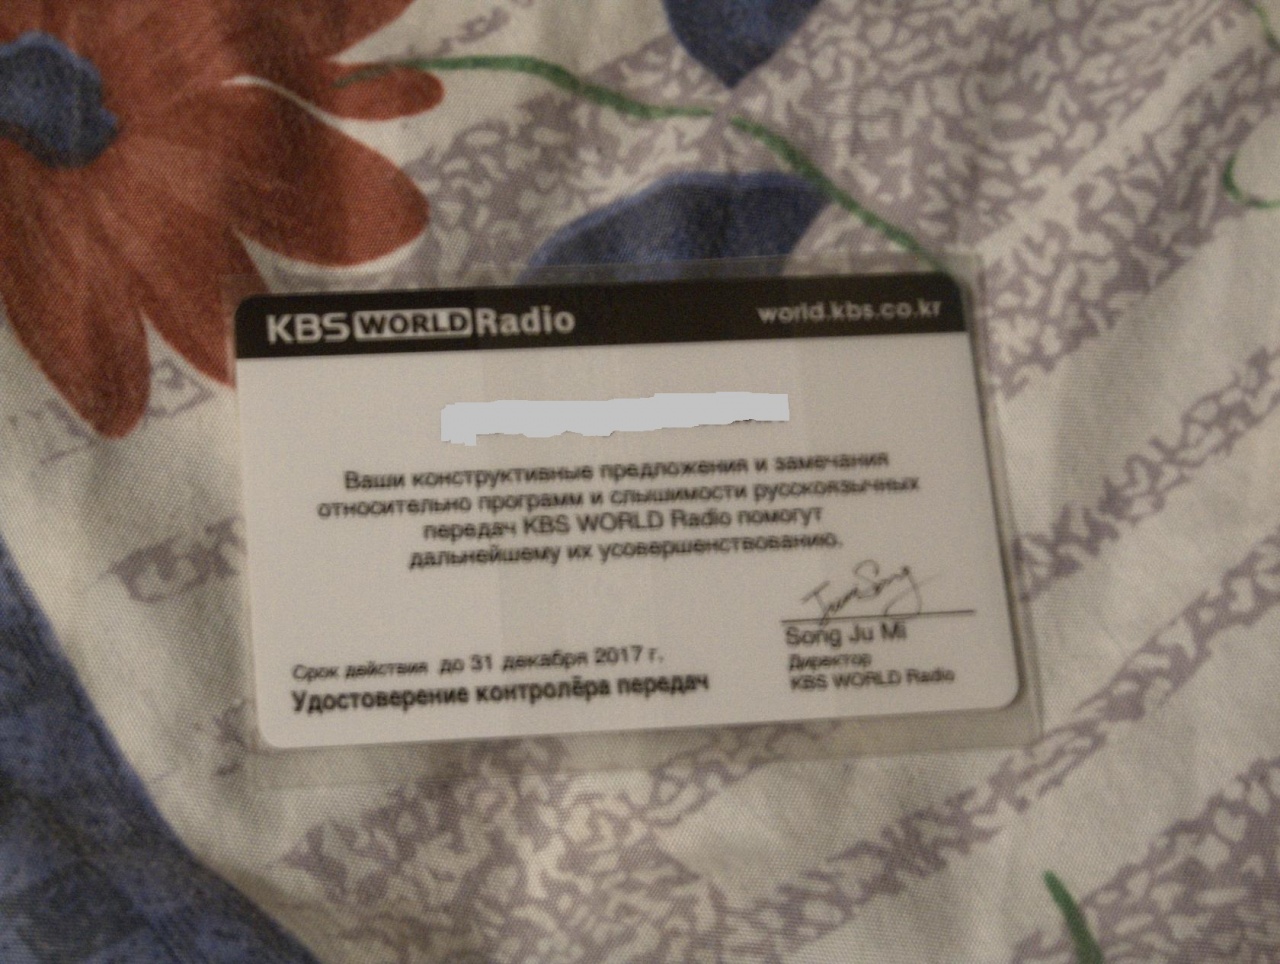 KBS WORLD Radio world.kbs.co.kr
Ваши конструктивные предложения и замечания
относительно программ и слышимости русскоязычных
передач KBS WORLD Radio помогут
дальнейшему их усовершенствованию.
Song Ju Mi
Директор
KBS WORLD Radio
Срок действия до 31 декабря 2017 г.
Удостоверение контролёра передач